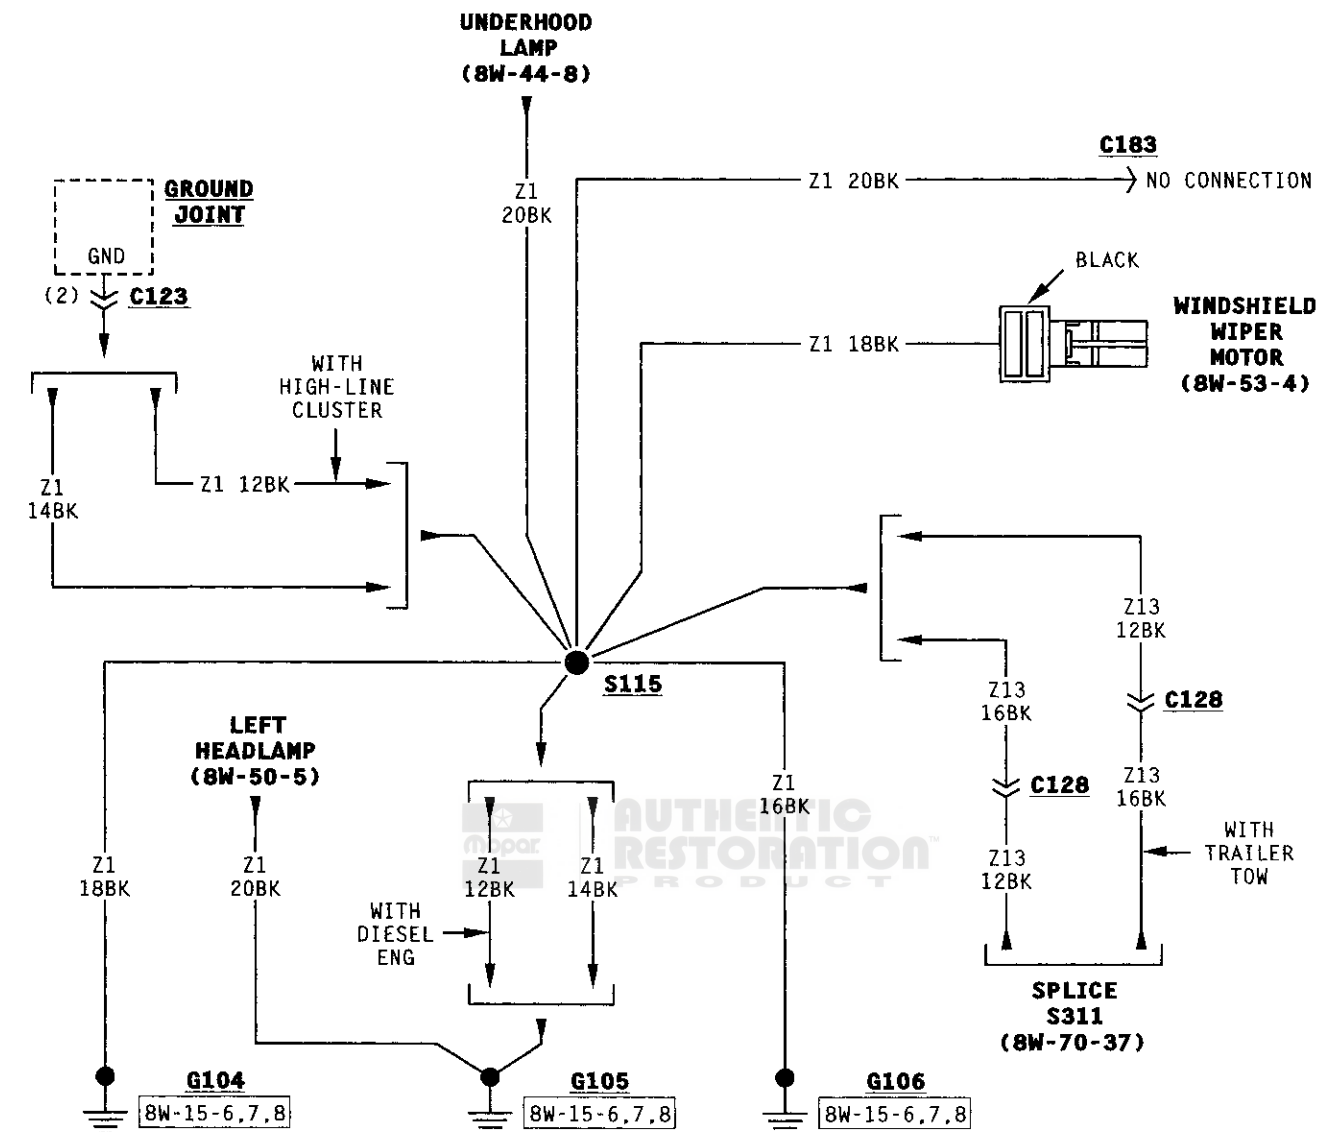 UNDERHOOD
LAMP
(8W-44-8)
C183
Z1
20BK
Z1 20BK
NO CONNECTION
GROUND
JOINT
GND
(2)
C123
BLACK
WINDSHIELD
WIPER
MOTOR
(8W-53-4)
Z1 18BK
WITH
HIGH-LINE
CLUSTER
Z1 12BK
Z1
14BK
Z13
12BK
S115
Z13
16BK
C128
LEFT
HEADLAMP
(8W-50-5)
Z1
16BK
C128
Z13
16BK
Mopar
AUTHENTIC
RESTORATION™
PRODUCT
WITH
TRAILER
TOW
Z1
18BK
Z1
20BK
Z1
12BK
Z1
14BK
Z13
12BK
WITH
DIESEL
ENG
SPLICE
S311
(8W-70-37)
G104
8W-15-6,7,8
G105
8W-15-6,7,8
G106
8W-15-6,7,8